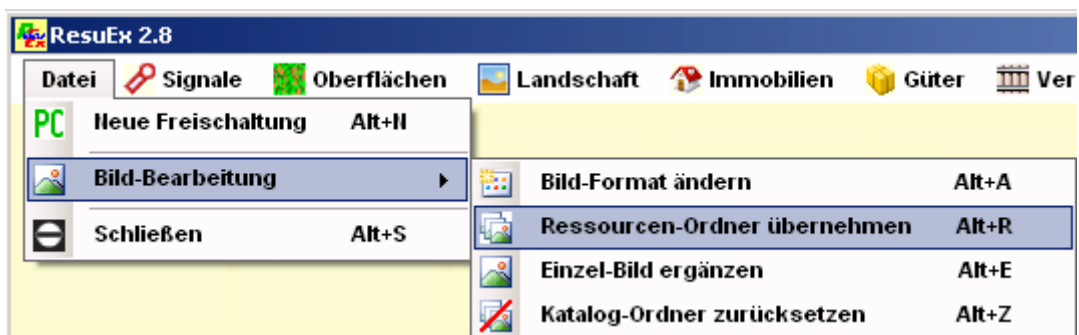 ResuEx 2.8
Datei Signale Oberflächen Landschaft Immobilien Güter Ver
PC Neue Freischaltung Alt+N
Bild-Bearbeitung
Schließen Alt+S
Bild-Format ändern Alt+A
Ressourcen-Ordner übernehmen Alt+R
Einzel-Bild ergänzen Alt+E
Katalog-Ordner zurücksetzen Alt+Z